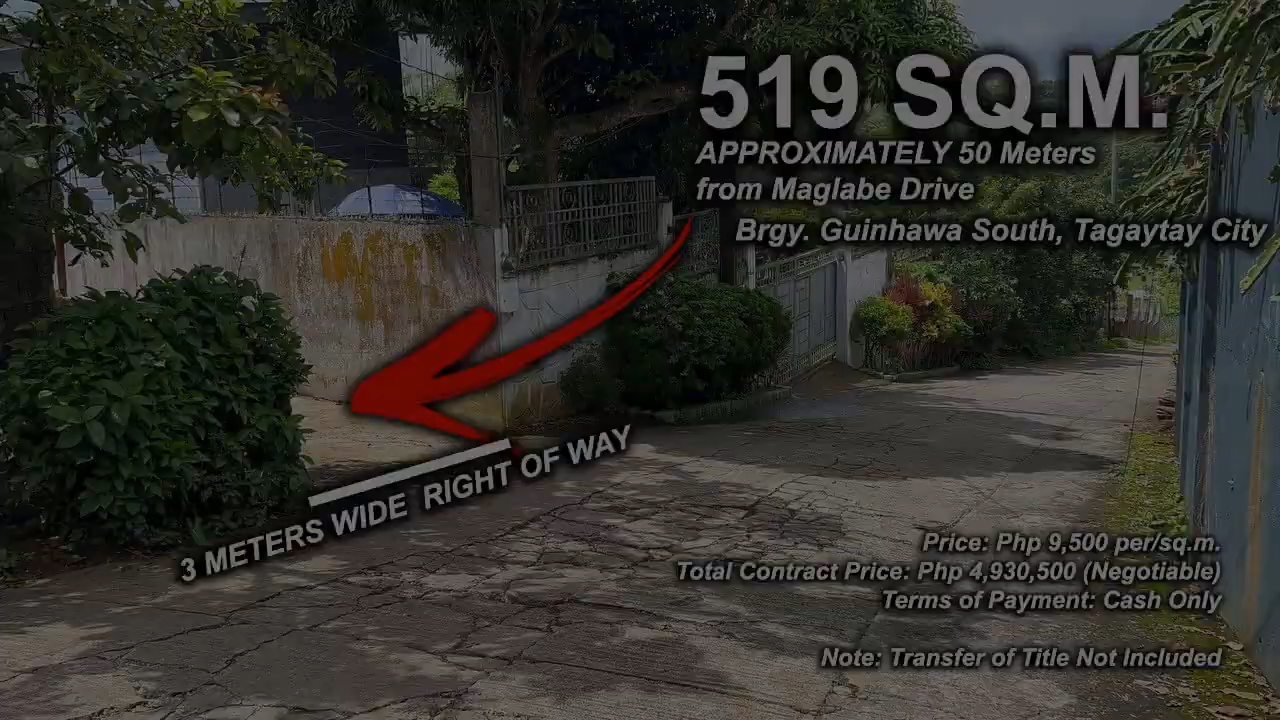 519 SQ.M.
APPROXIMATELY 50 Meters
from Maglabe Drive
Brgy. Guinhawa South, Tagaytay City
3 METERS WIDE RIGHT OF WAY
Price: Php 9,500 per/sq.m.
Total Contract Price: Php 4,930,500 (Negotiable)
Terms of Payment: Cash Only
Note: Transfer of Title Not Included